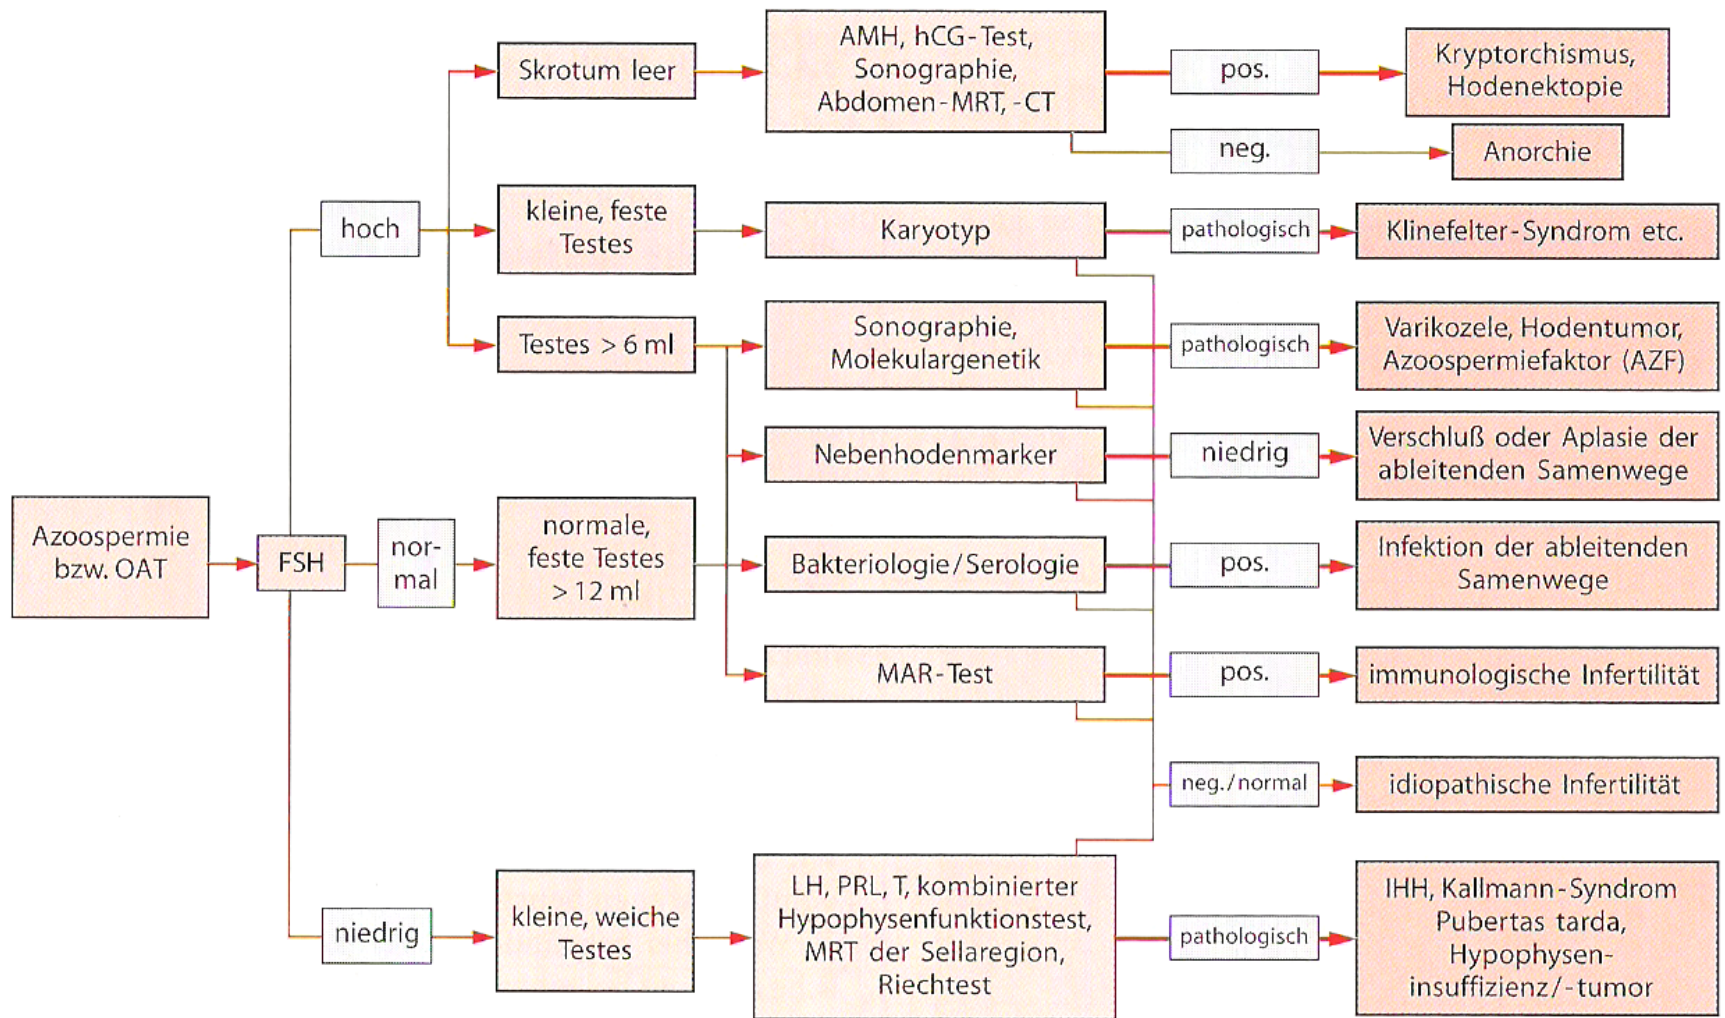 Skrotum leer
AMH, hCG-Test,
Sonographie,
Abdomen-MRT, -CT
pos.
Kryptorchismus,
Hodenektopie
neg.
Anorchie
hoch
kleine, feste
Testes
Karyotyp
pathologisch
Klinefelter-Syndrom etc.
Testes > 6 ml
Sonographie,
Molekulargenetik
pathologisch
Varikozele, Hodentumor,
Azoospermiefaktor (AZF)
Nebenhodenmarker
niedrig
Verschluß oder Aplasie der
ableitenden Samenwege
Azoospermie
bzw. OAT
FSH
nor-
mal
normale,
feste Testes
> 12 ml
Bakteriologie/Serologie
pos.
Infektion der ableitenden
Samenwege
MAR-Test
pos.
immunologische Infertilität
neg./normal
idiopathische Infertilität
niedrig
kleine, weiche
Testes
LH, PRL, T, kombinierter
Hypophysenfunktionstest,
MRT der Sellaregion,
Riechtest
pathologisch
IHH, Kallmann-Syndrom
Pubertas tarda,
Hypophysen-
insuffizienz/-tumor